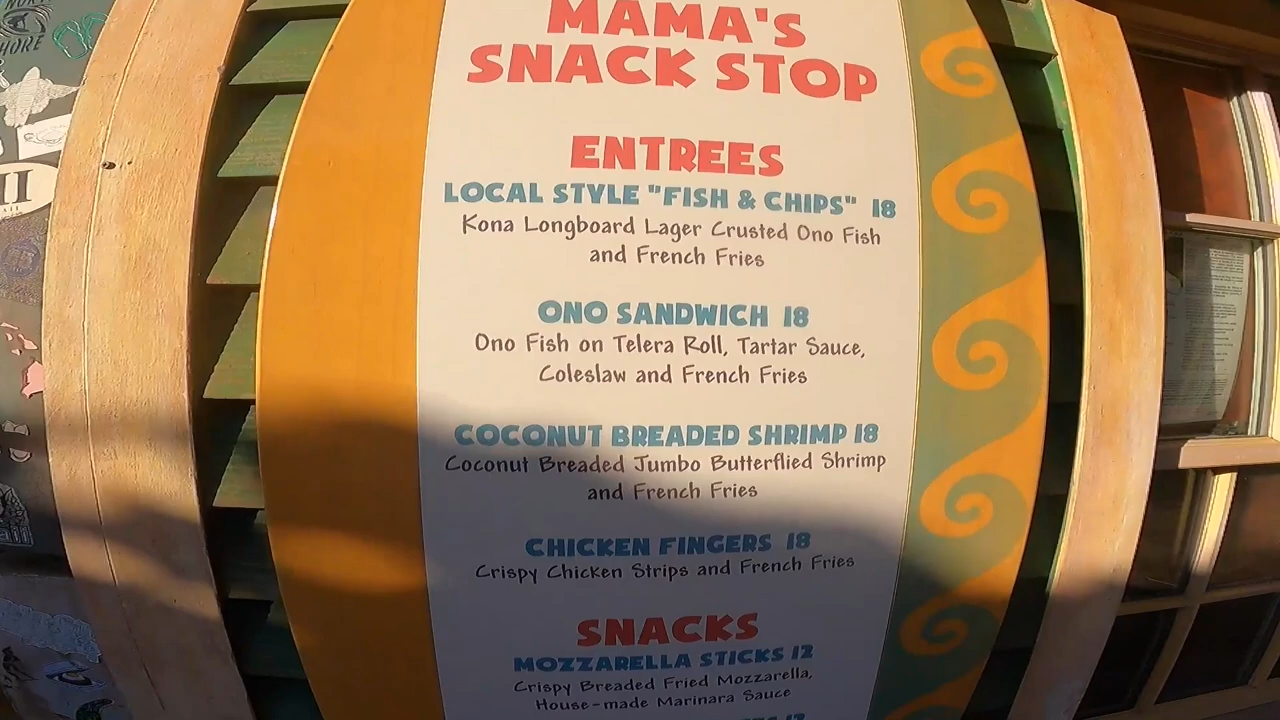 MAMA'S
SNACK STOP
ENTREES
LOCAL STYLE "FISH & CHIPS" 18
Kona Longboard Lager Crusted Ono Fish
and French Fries
ONO SANDWICH 18
Ono Fish on Telera Roll, Tartar Sauce,
Coleslaw and French Fries
COCONUT BREADED SHRIMP 18
Coconut Breaded Jumbo Butterflied Shrimp
and French Fries
CHICKEN FINGERS 18
Crispy Chicken Strips and French Fries
SNACKS
MOZZARELLA STICKS 12
Crispy Breaded Fried Mozzarella,
House-made Marinara Sauce